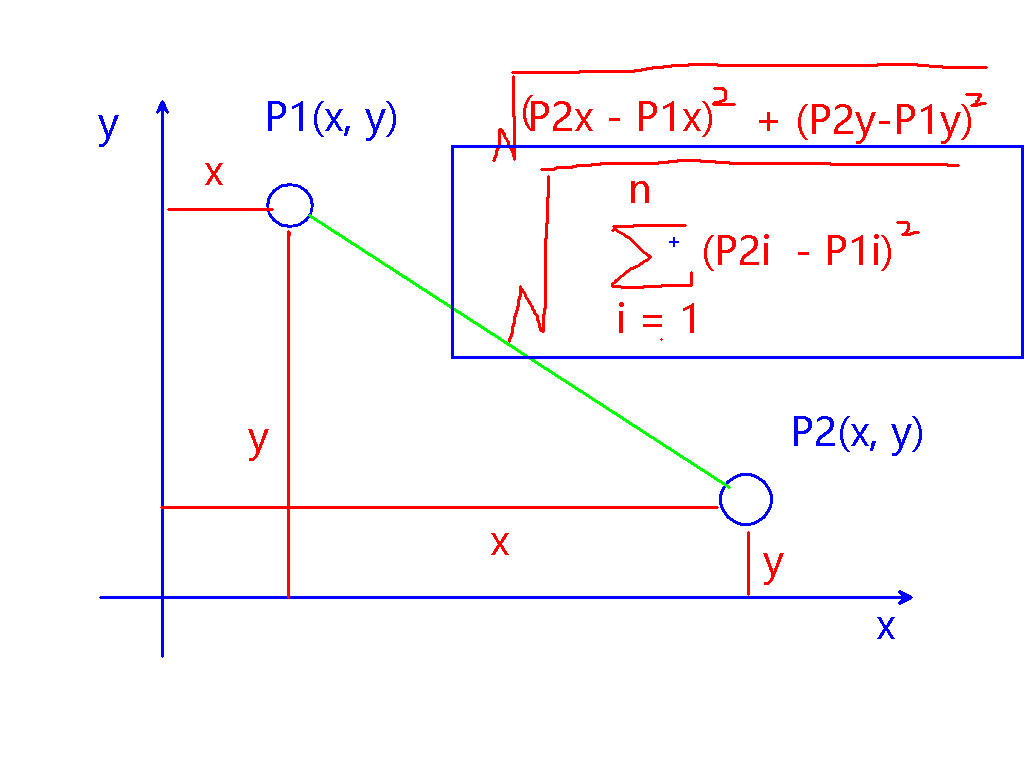 y
P1(x, y)
√(P2x - P1x)² + (P2y-P1y)²
x
n
√ Σ + (P2i - P1i)²
i = 1
y
P2(x, y)
x
y
x